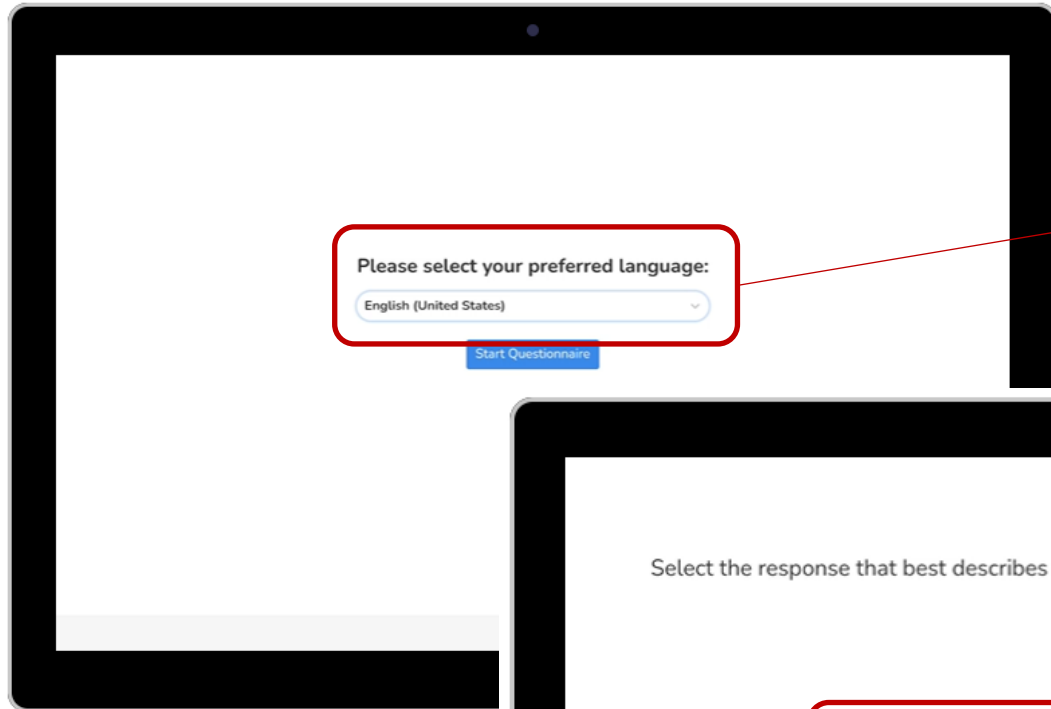 Please select your preferred language:
English (United States)
Start Questionnaire
Select the response that best describes